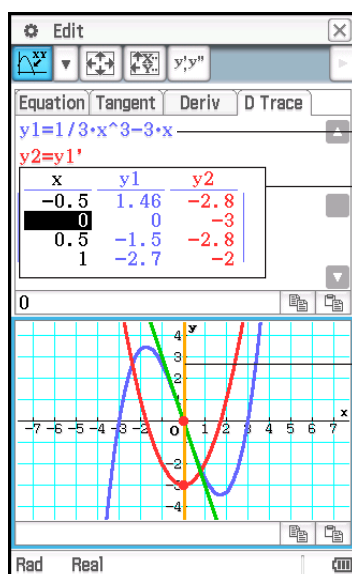 Edit
y',y"
Equation Tangent Deriv D Trace
y1=1/3·x^3-3·x
y2=y1'
x y1 y2
-0.5 1.46 -2.8
0 0 -3
0.5 -1.5 -2.8
1 -2.7 -2
0
y
4
3
2
x
-7 -6 -5 -4 -3 -2 O 1 2 3 4 5 6 7
-2
-3
-4
Rad Real